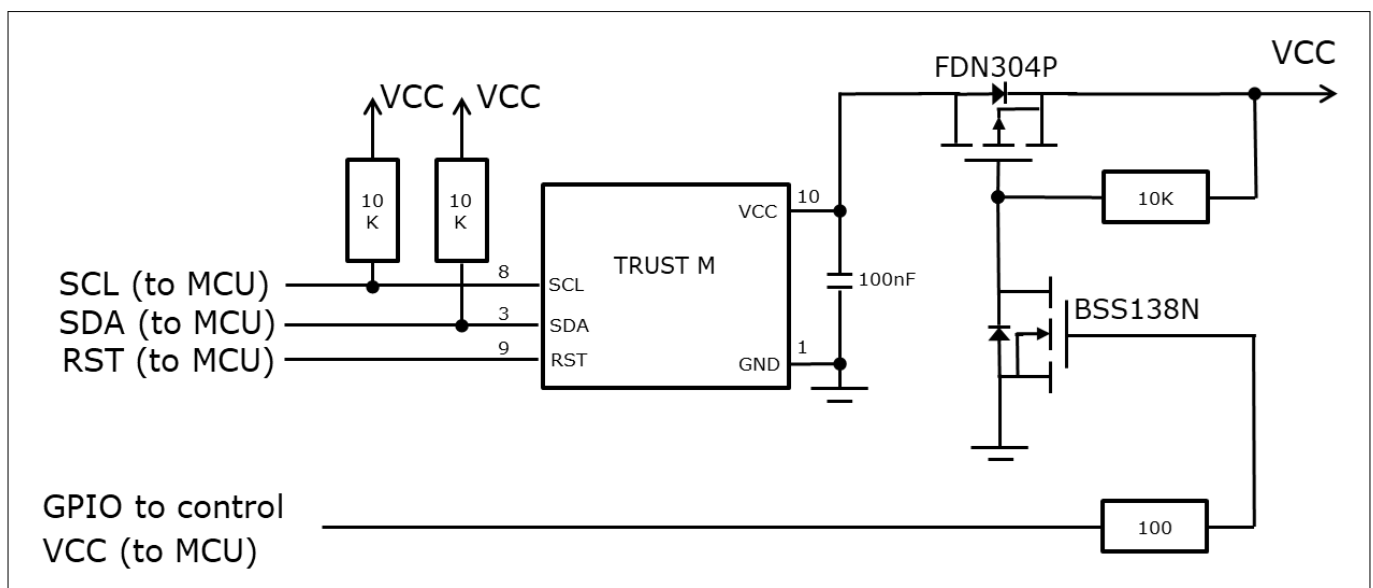 FDN304P
VCC
VCC
VCC
10
K
10
K
10K
VCC
10
TRUST M
100nF
SCL (to MCU)
8
SCL
SDA (to MCU)
3
SDA
RST (to MCU)
9
RST
GND
1
BSS138N
GPIO to control
VCC (to MCU)
100